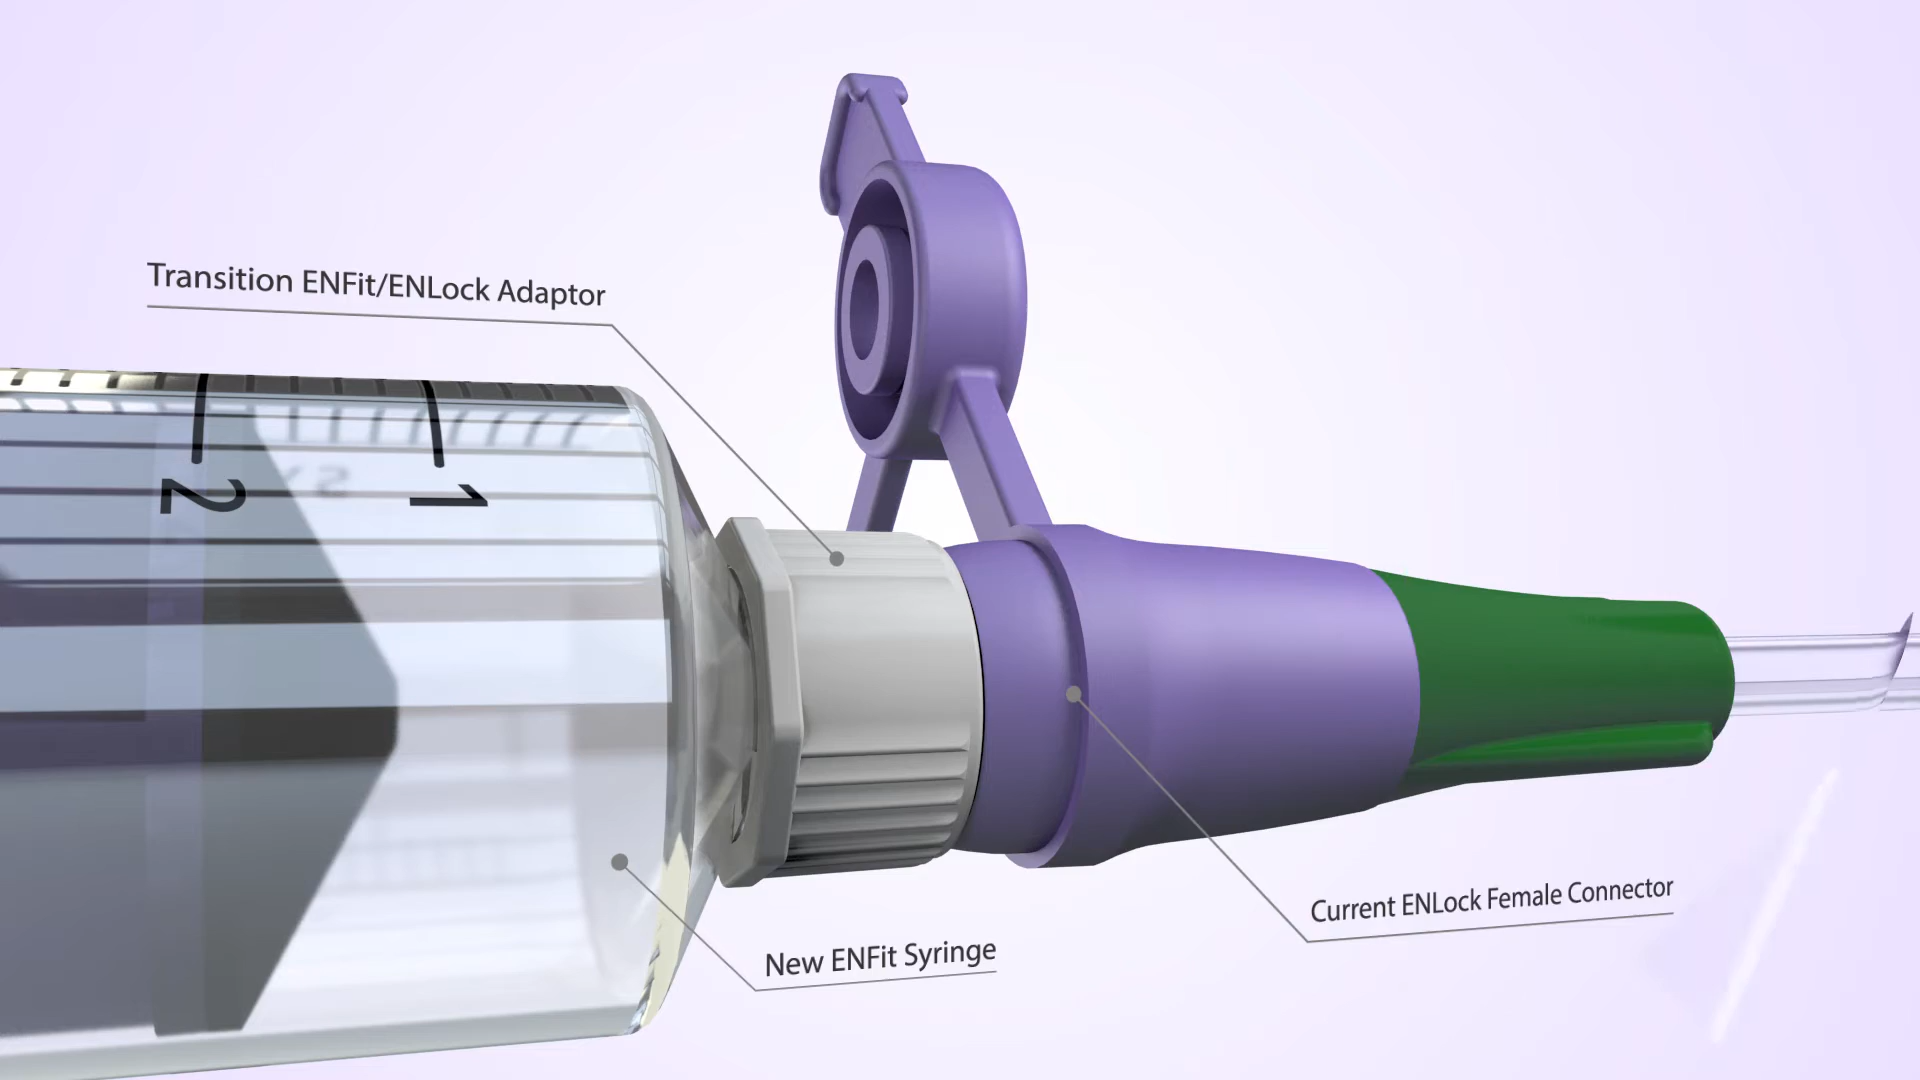 Transition ENFit/ENLock Adaptor
2
1
Current ENLock Female Connector
New ENFit Syringe